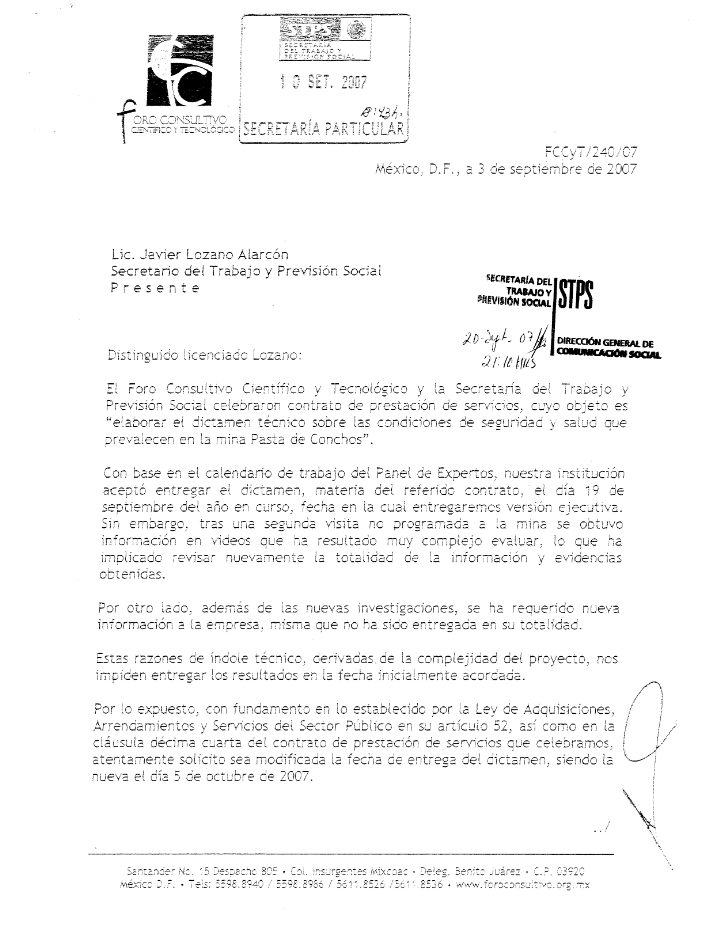 STPS
SECRETARÍA
DEL TRABAJO Y
PREVISIÓN SOCIAL
10 SET. 2007
SECRETARÍA PARTICULAR
FORO CONSULTIVO
CIENTÍFICO Y TECNOLÓGICO
FCCyT/240/07
México, D.F., a 3 de septiembre de 2007
Lic. Javier Lozano Alarcón
Secretario del Trabajo y Previsión Social
P r e s e n t e
SECRETARÍA DEL
TRABAJO Y
PREVISIÓN SOCIAL
STPS
DIRECCIÓN GENERAL DE
COMUNICACIÓN SOCIAL
20-Sept-07
Distinguido licenciado Lozano:
El Foro Consultivo Científico y Tecnológico y la Secretaría del Trabajo y
Previsión Social celebraron contrato de prestación de servicios, cuyo objeto es
“elaborar el dictamen técnico sobre las condiciones de seguridad y salud que
prevalecen en la mina Pasta de Conchos”.
Con base en el calendario de trabajo del Panel de Expertos, nuestra institución
aceptó entregar el dictamen, materia del referido contrato, el día 19 de
septiembre del año en curso, fecha en la cual entregaremos versión ejecutiva.
Sin embargo, tras una segunda visita no programada a la mina se obtuvo
información en videos que ha resultado muy complejo evaluar, lo que ha
implicado revisar nuevamente la totalidad de la información y evidencias
obtenidas.
Por otro lado, además de las nuevas investigaciones, se ha requerido nueva
información a la empresa, misma que no ha sido entregada en su totalidad.
Estas razones de índole técnico, derivadas de la complejidad del proyecto, nos
impiden entregar los resultados en la fecha inicialmente acordada.
Por lo expuesto, con fundamento en lo establecido por la Ley de Adquisiciones,
Arrendamientos y Servicios del Sector Público en su artículo 52, así como en la
cláusula décima cuarta del contrato de prestación de servicios que celebramos,
atentamente solicito sea modificada la fecha de entrega del dictamen, siendo la
nueva el día 5 de octubre de 2007.
../
Santander No. 15 Despacho 805 • Col. Insurgentes Mixcoac • Deleg. Benito Juárez • C.P. 03920
México D.F. • Tels: 5598.8940 / 5598.8986 / 5611.8526 /5611.8536 • www.foroconsultivo.org.mx